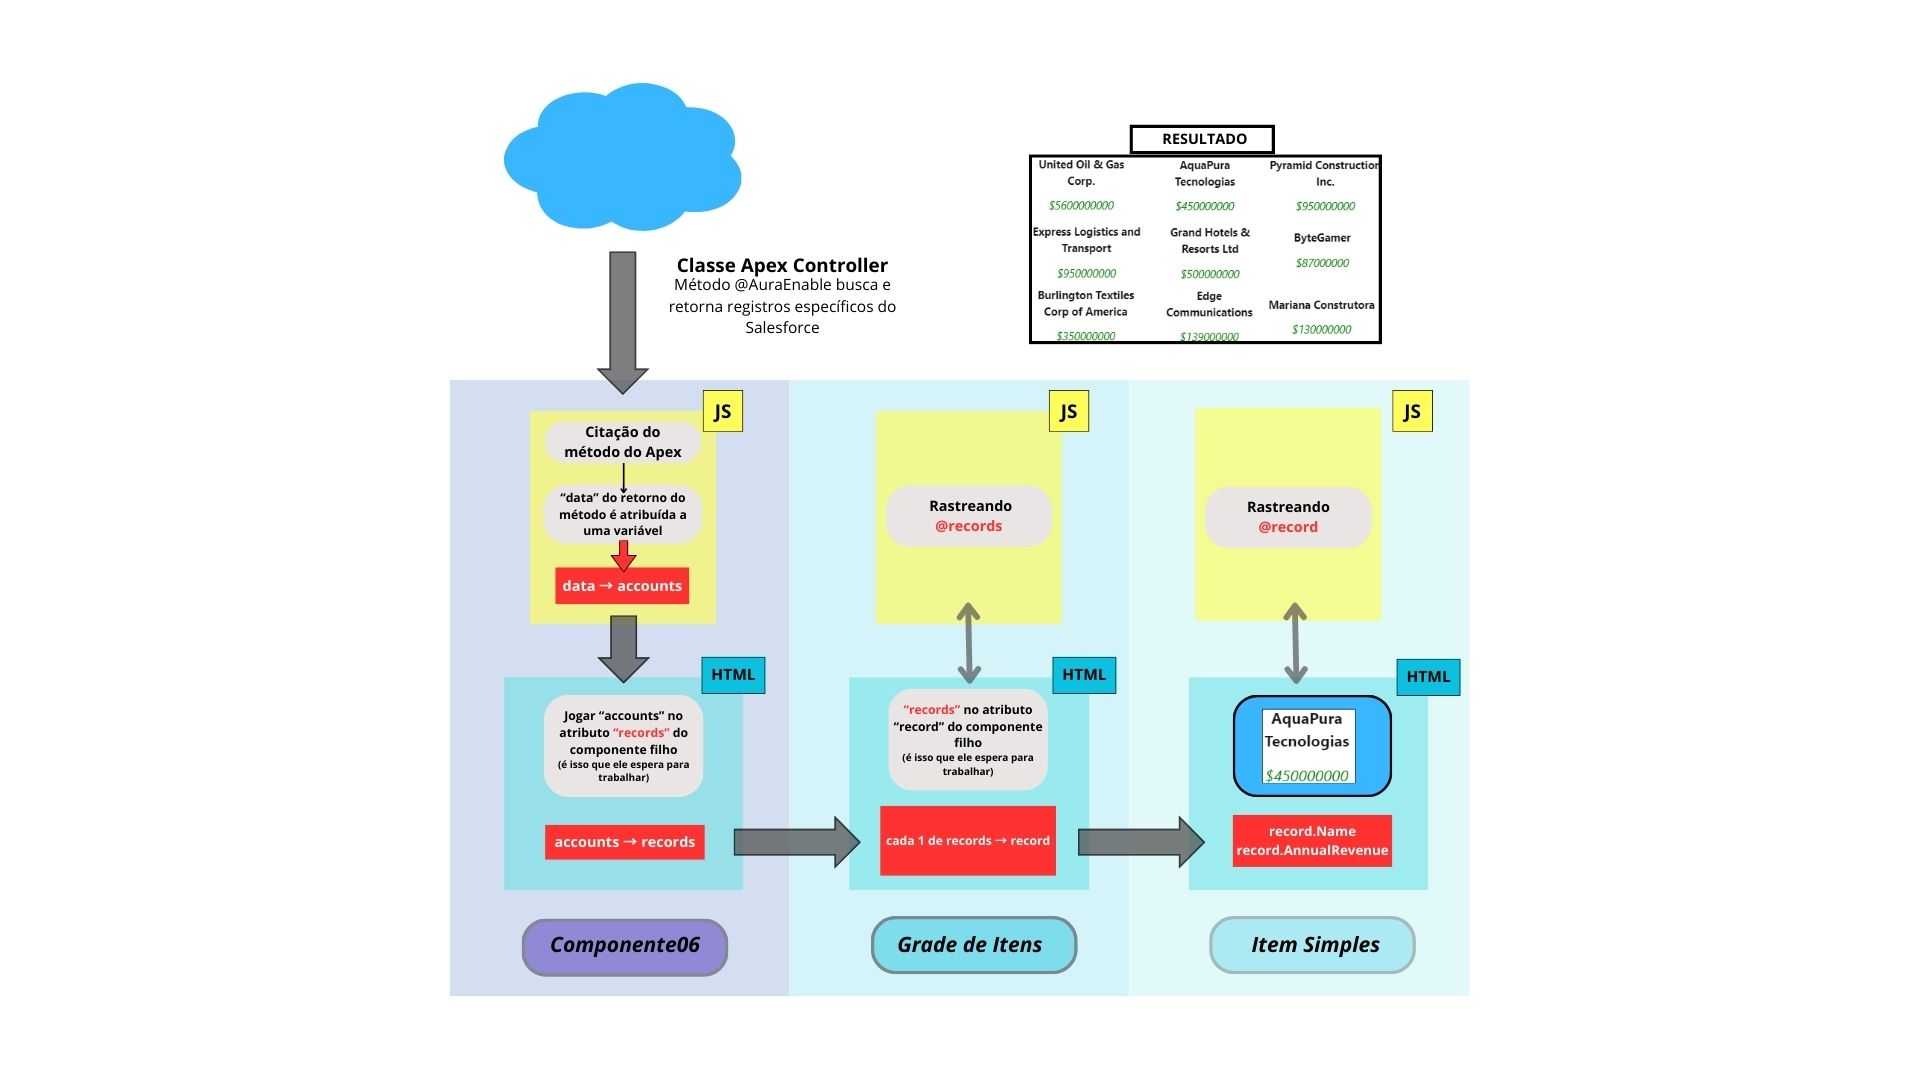 RESULTADO
United Oil & Gas
Corp.
$5600000000
AquaPura
Tecnologias
$450000000
Pyramid Construction
Inc.
$950000000
Express Logistics and
Transport
$950000000
Grand Hotels &
Resorts Ltd
$500000000
ByteGamer
$87000000
Burlington Textiles
Corp of America
$350000000
Edge
Communications
$139000000
Mariana Construtora
$130000000
Classe Apex Controller
Método @AuraEnable busca e
retorna registros específicos do
Salesforce
JS
Citação do
método do Apex
“data” do retorno do
método é atribuída a
uma variável
data → accounts
HTML
Jogar “accounts” no
atributo “records” do
componente filho
(é isso que ele espera para
trabalhar)
accounts → records
Componente06
JS
Rastreando
@records
HTML
“records” no atributo
“record” do componente
filho
(é isso que ele espera para
trabalhar)
cada 1 de records → record
Grade de Itens
JS
Rastreando
@record
HTML
AquaPura
Tecnologias
$450000000
record.Name
record.AnnualRevenue
Item Simples